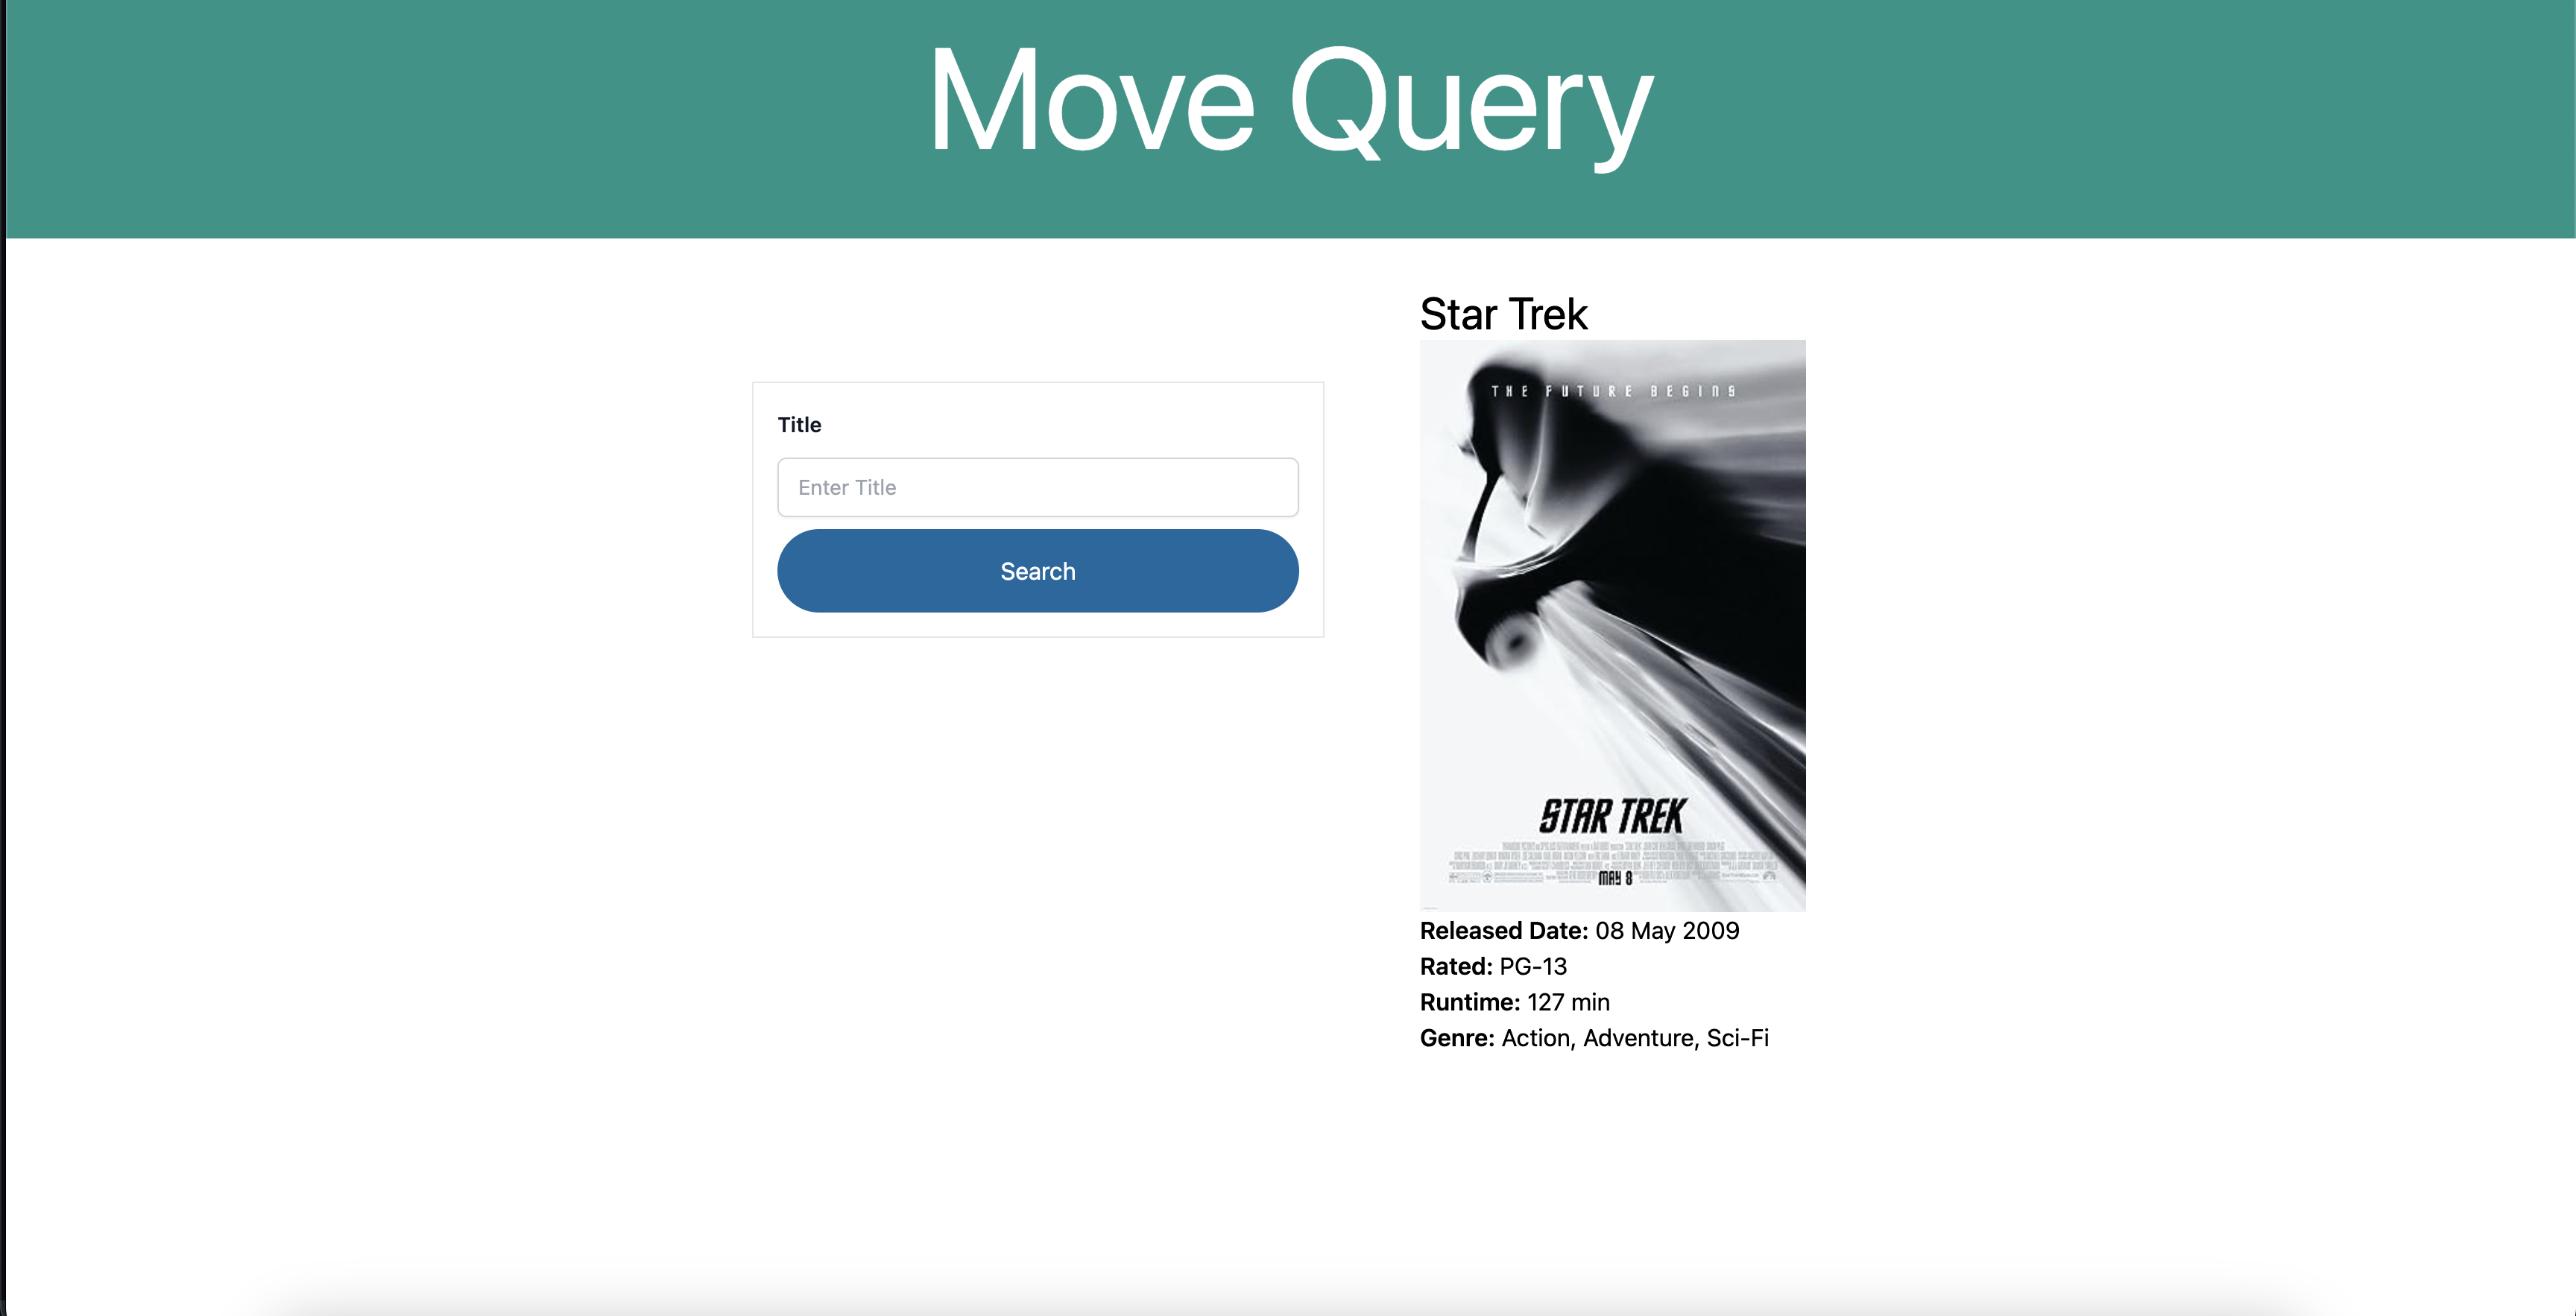 Move Query
Title
Enter Title
Search
Star Trek
THE FUTURE BEGINS
STAR TREK
MAY 8
Released Date: 08 May 2009
Rated: PG-13
Runtime: 127 min
Genre: Action, Adventure, Sci-Fi